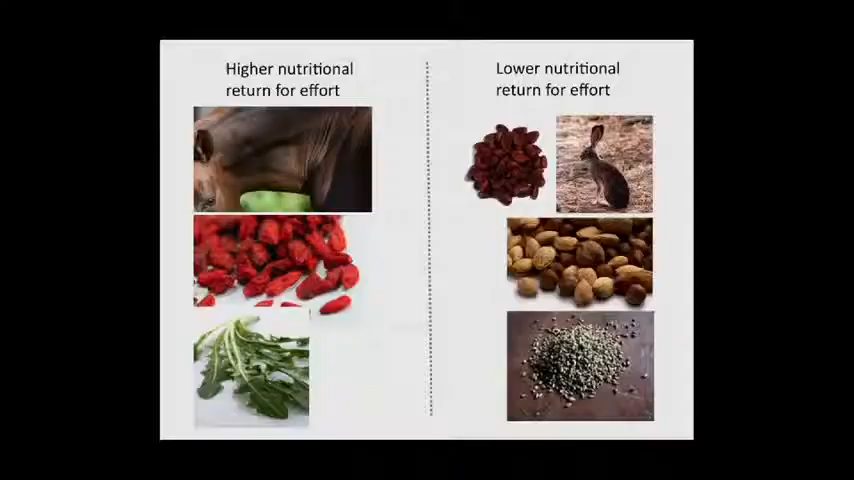 Higher nutritional
return for effort
Lower nutritional
return for effort